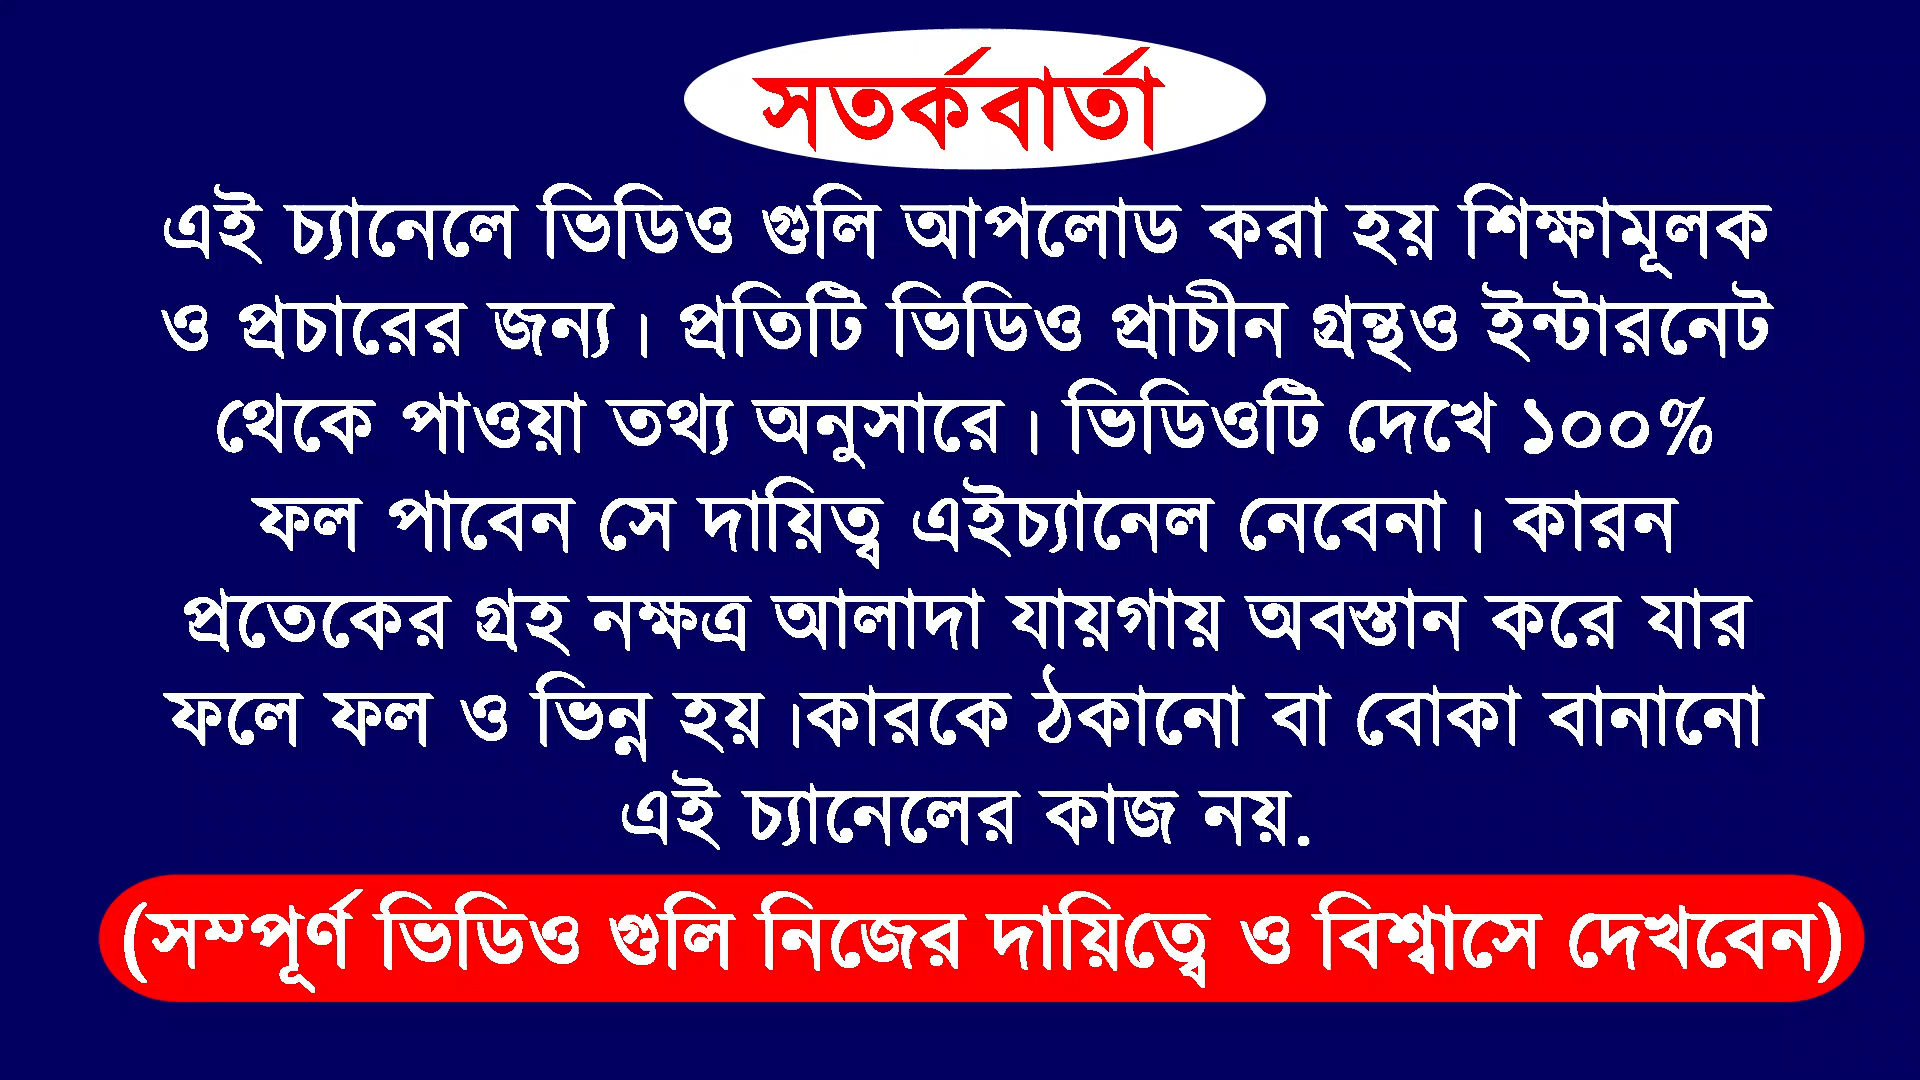 সতর্কবার্তা
এই চ্যানেলে ভিডিও গুলি আপলোড করা হয় শিক্ষামূলক
ও প্রচারের জন্য। প্রতিটি ভিডিও প্রাচীন গ্রন্থও ইন্টারনেট
থেকে পাওয়া তথ্য অনুসারে। ভিডিওটি দেখে ১০০%
ফল পাবেন সে দায়িত্ব এইচ্যানেল নেবেনা। কারন
প্রতেকের গ্রহ নক্ষত্র আলাদা যায়গায় অবস্তান করে যার
ফলে ফল ও ভিন্ন হয়।কারকে ঠকানো বা বোকা বানানো
এই চ্যানেলের কাজ নয়.
(সম্পূর্ণ ভিডিও গুলি নিজের দায়িত্বে ও বিশ্বাসে দেখবেন)